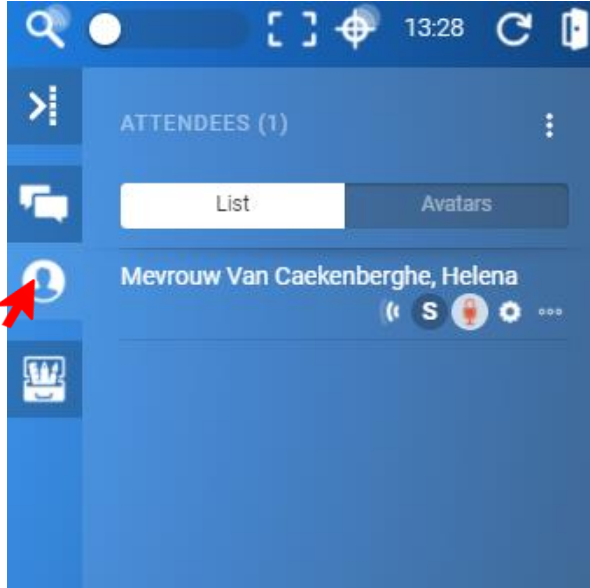 13:28
ATTENDEES (1)
List Avatars
Mevrouw Van Caekenberghe, Helena
S